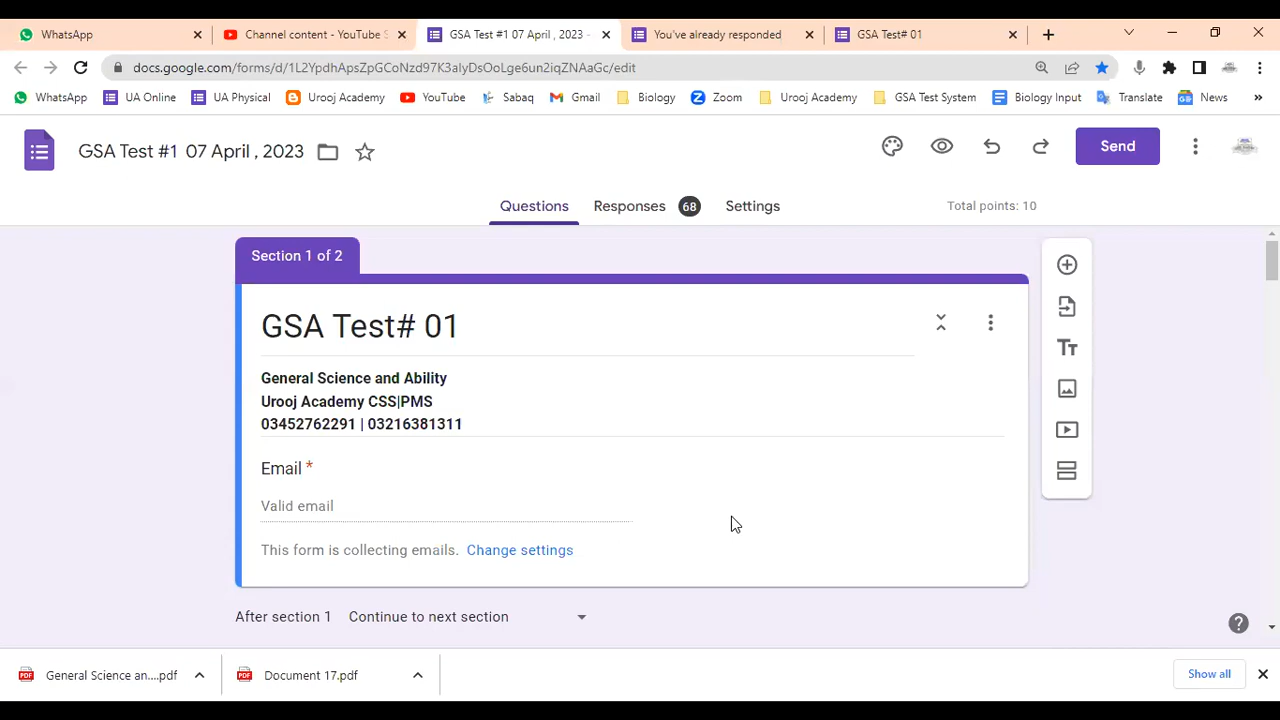 WhatsApp
Channel content - YouTube S
GSA Test #1 07 April , 2023 -
You've already responded
GSA Test# 01
docs.google.com/forms/d/1L2YpdhApsZpGCoNzd97K3aIyDsOoLge6un2iqZNAaGc/edit
WhatsApp
UA Online
UA Physical
Urooj Academy
YouTube
Sabaq
Gmail
Biology
Zoom
Urooj Academy
GSA Test System
Biology Input
Translate
News
GSA Test #1 07 April , 2023
Send
Questions
Responses 68
Settings
Total points: 10
Section 1 of 2
GSA Test# 01
General Science and Ability
Urooj Academy CSS|PMS
03452762291 | 03216381311
Email *
Valid email
This form is collecting emails. Change settings
After section 1 Continue to next section
General Science an....pdf
Document 17.pdf
Show all